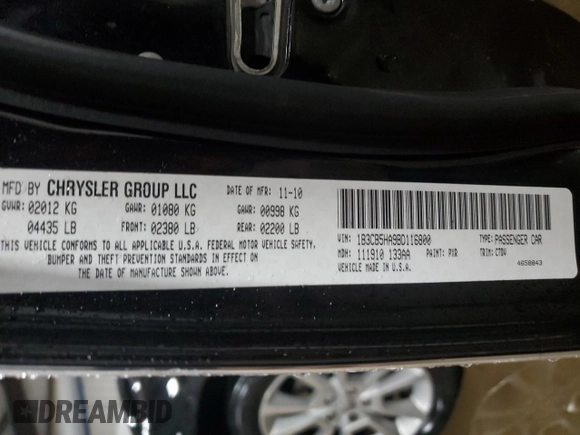 MFD BY CHRYSLER GROUP LLC DATE OF MFR: 11-10
GVWR: 02012 KG GAWR: 01080 KG GAWR: 00998 KG
04435 LB FRONT: 02380 LB REAR: 02200 LB
THIS VEHICLE CONFORMS TO ALL APPLICABLE U.S.A. FEDERAL MOTOR VEHICLE SAFETY,
BUMPER AND THEFT PREVENTION STANDARDS IN EFFECT ON
THE DATE OF MANUFACTURE SHOWN ABOVE.
VIN: 1B3CB5HA9BD116800 TYPE: PASSENGER CAR
MDH: 111910 133AA PAINT: PXR TRIM: CTDV
VEHICLE MADE IN U.S.A. 4658843
DREAMBID